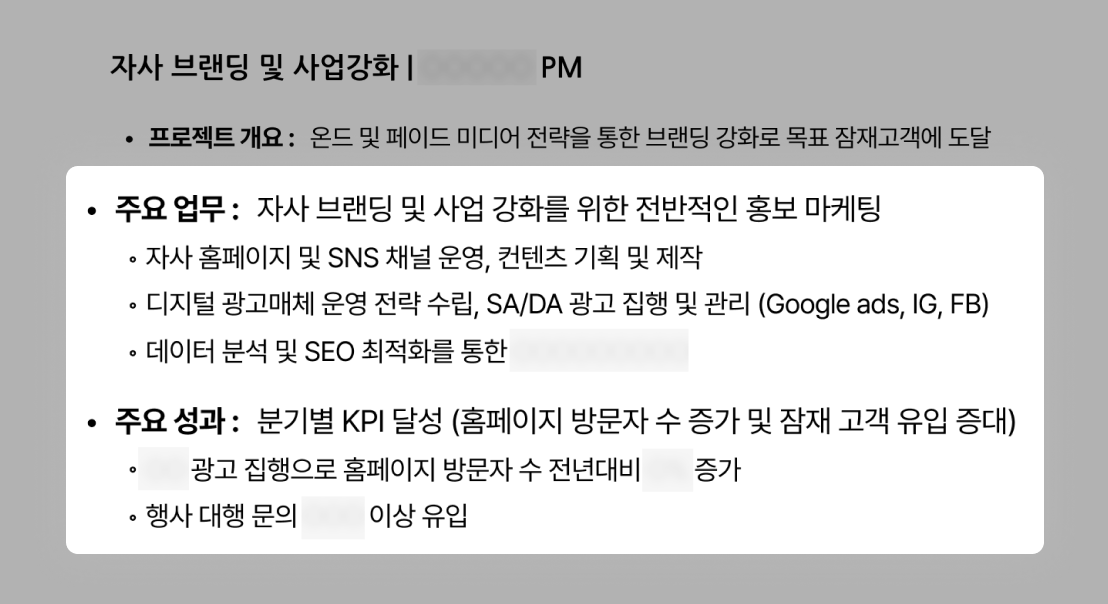 자사 브랜딩 및 사업강화 | PM
• 프로젝트 개요 : 온드 및 페이드 미디어 전략을 통한 브랜딩 강화로 목표 잠재고객에 도달
• 주요 업무 : 자사 브랜딩 및 사업 강화를 위한 전반적인 홍보 마케팅
∘ 자사 홈페이지 및 SNS 채널 운영, 컨텐츠 기획 및 제작
∘ 디지털 광고매체 운영 전략 수립, SA/DA 광고 집행 및 관리 (Google ads, IG, FB)
∘ 데이터 분석 및 SEO 최적화를 통한
• 주요 성과 : 분기별 KPI 달성 (홈페이지 방문자 수 증가 및 잠재 고객 유입 증대)
∘ 광고 집행으로 홈페이지 방문자 수 전년대비 증가
∘ 행사 대행 문의 이상 유입